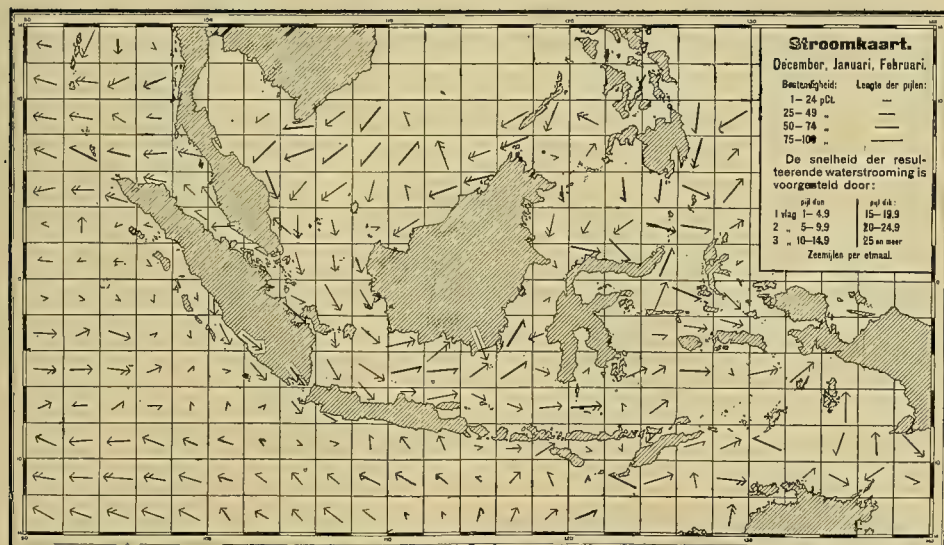 Stroomkaart.
December, Januari, Februari.
Bestendigheid: Lengte der pijlen:
1—24 pCt.
25—49 „
50—74 „
75—100 „
De snelheid der resul-
teerende waterstrooming is
voorgesteld door:
pijl dun pijl dik:
1 vlag 1— 4.9 15—19.9
2 „ 5— 9.9 20—24.9
3 „ 10—14.9 25 en meer
Zeemijlen per etmaal.